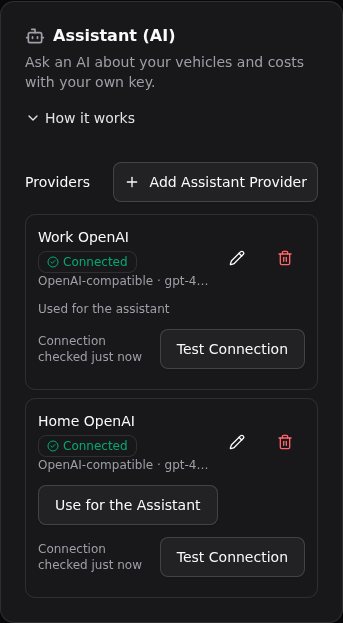 Assistant (AI)
Ask an AI about your vehicles and costs
with your own key.
How it works
Providers
Add Assistant Provider
Work OpenAI
Connected
OpenAI-compatible · gpt-4…
Used for the assistant
Connection
checked just now
Test Connection
Home OpenAI
Connected
OpenAI-compatible · gpt-4…
Use for the Assistant
Connection
checked just now
Test Connection